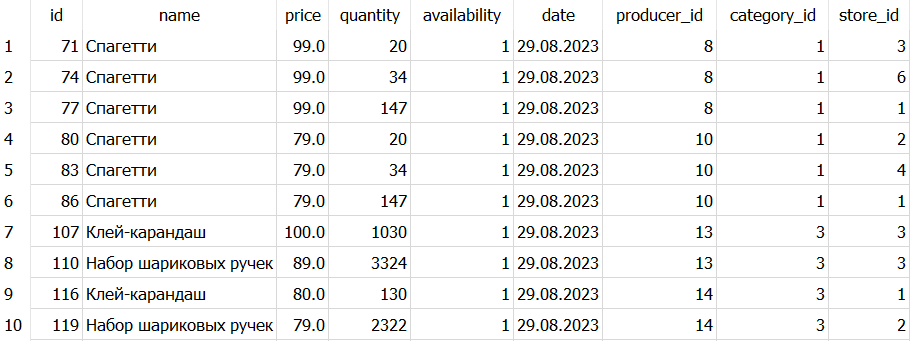 id name price quantity availability date producer_id category_id store_id
1 71 Спагетти 99.0 20 1 29.08.2023 8 1 3
2 74 Спагетти 99.0 34 1 29.08.2023 8 1 6
3 77 Спагетти 99.0 147 1 29.08.2023 8 1 1
4 80 Спагетти 79.0 20 1 29.08.2023 10 1 2
5 83 Спагетти 79.0 34 1 29.08.2023 10 1 4
6 86 Спагетти 79.0 147 1 29.08.2023 10 1 1
7 107 Клей-карандаш 100.0 1030 1 29.08.2023 13 3 3
8 110 Набор шариковых ручек 89.0 3324 1 29.08.2023 13 3 3
9 116 Клей-карандаш 80.0 130 1 29.08.2023 14 3 1
10 119 Набор шариковых ручек 79.0 2322 1 29.08.2023 14 3 2